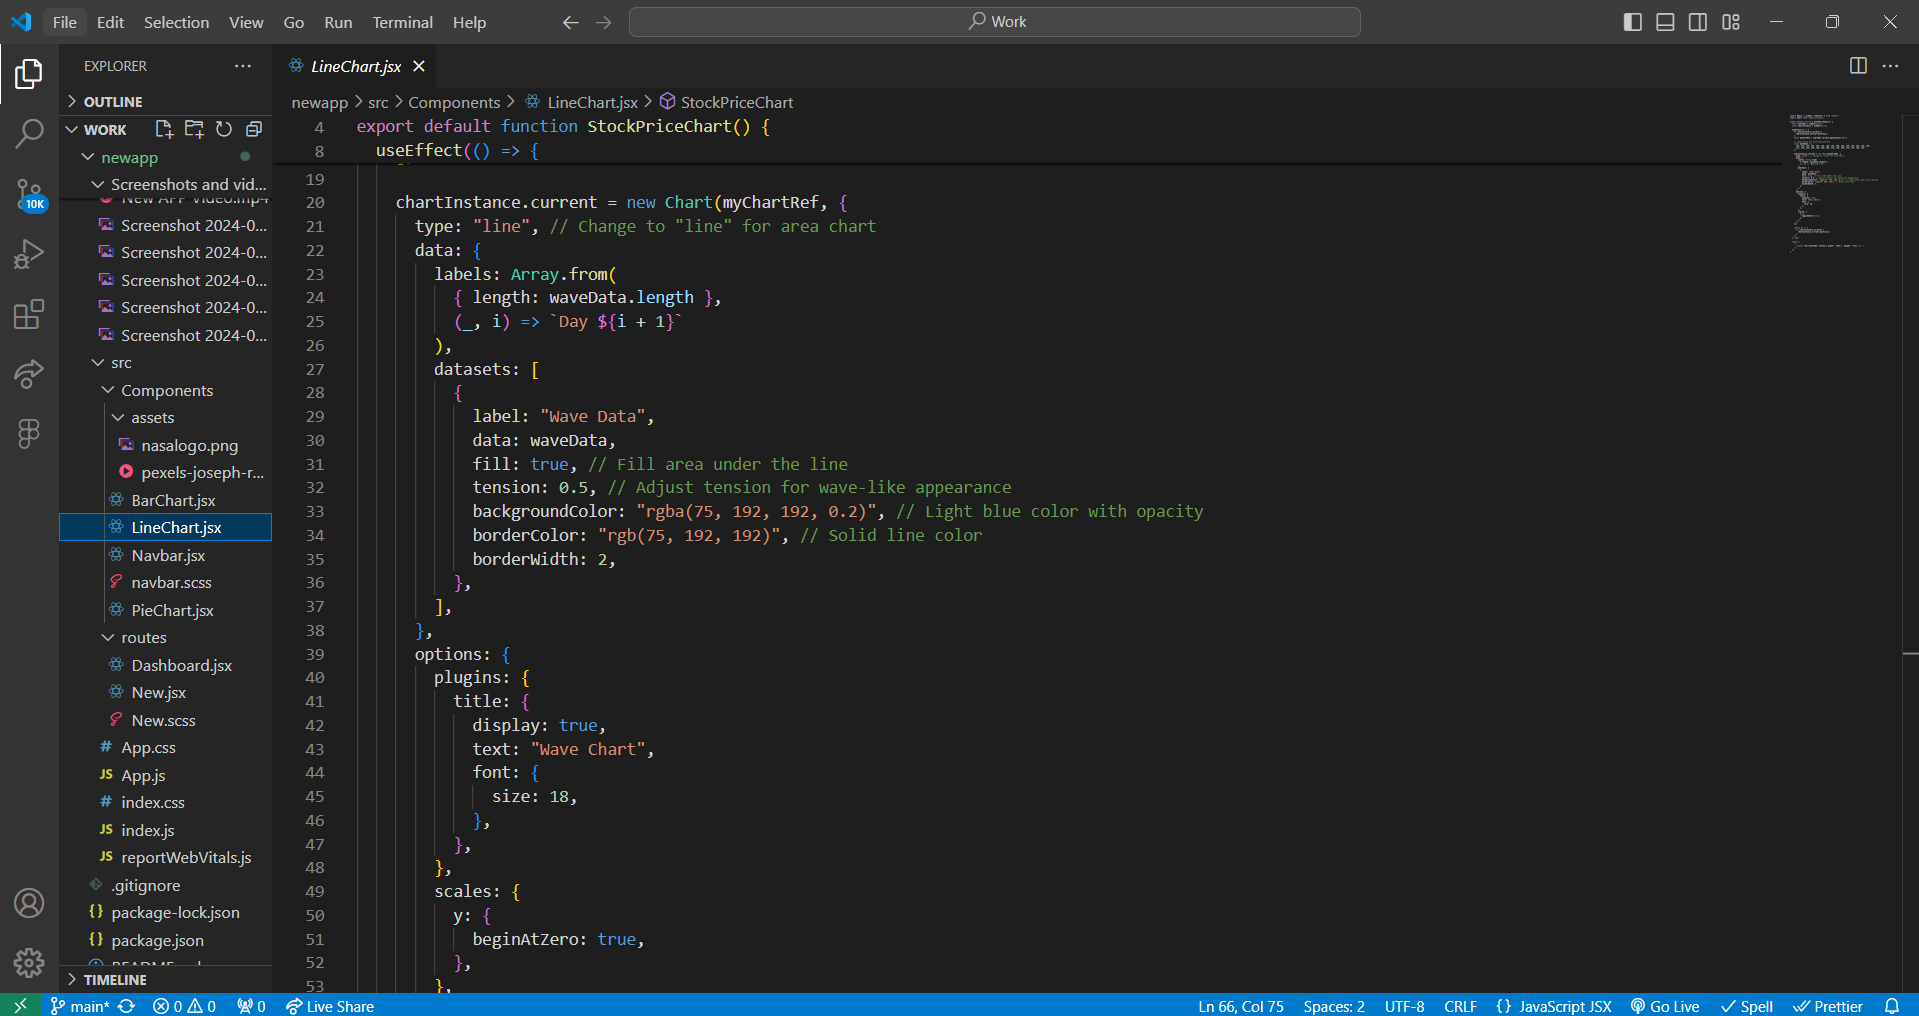 File Edit Selection View Go Run Terminal Help
Work
EXPLORER
OUTLINE
WORK
newapp
Screenshots and vid...
New APP Video.mp4
Screenshot 2024-0...
Screenshot 2024-0...
Screenshot 2024-0...
Screenshot 2024-0...
Screenshot 2024-0...
src
Components
assets
nasalogo.png
pexels-joseph-r...
BarChart.jsx
LineChart.jsx
Navbar.jsx
navbar.scss
PieChart.jsx
routes
Dashboard.jsx
New.jsx
New.scss
# App.css
JS App.js
# index.css
JS index.js
JS reportWebVitals.js
.gitignore
{} package-lock.json
{} package.json
TIMELINE
10K
LineChart.jsx
newapp > src > Components > LineChart.jsx > StockPriceChart
4 export default function StockPriceChart() {
8 useEffect(() => {
19
20 chartInstance.current = new Chart(myChartRef, {
21 type: "line", // Change to "line" for area chart
22 data: {
23 labels: Array.from(
24 { length: waveData.length },
25 (_, i) => `Day ${i + 1}`
26 ),
27 datasets: [
28 {
29 label: "Wave Data",
30 data: waveData,
31 fill: true, // Fill area under the line
32 tension: 0.5, // Adjust tension for wave-like appearance
33 backgroundColor: "rgba(75, 192, 192, 0.2)", // Light blue color with opacity
34 borderColor: "rgb(75, 192, 192)", // Solid line color
35 borderWidth: 2,
36 },
37 ],
38 },
39 options: {
40 plugins: {
41 title: {
42 display: true,
43 text: "Wave Chart",
44 font: {
45 size: 18,
46 },
47 },
48 },
49 scales: {
50 y: {
51 beginAtZero: true,
52 },
53 },
main* 0 0 0 Live Share
Ln 66, Col 75 Spaces: 2 UTF-8 CRLF {} JavaScript JSX Go Live Spell Prettier